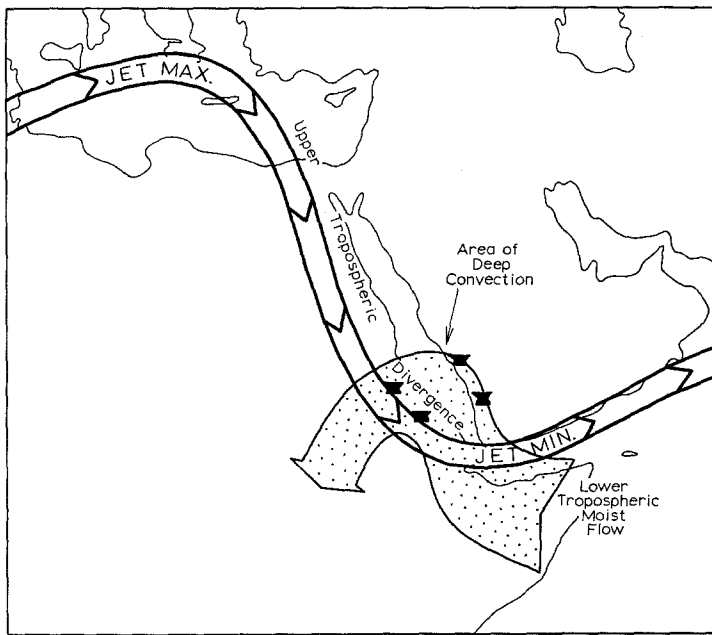 JET MAX.
Upper
Tropospheric
Divergence
Area of
Deep
Convection
JET MIN.
Lower
Tropospheric
Moist
Flow